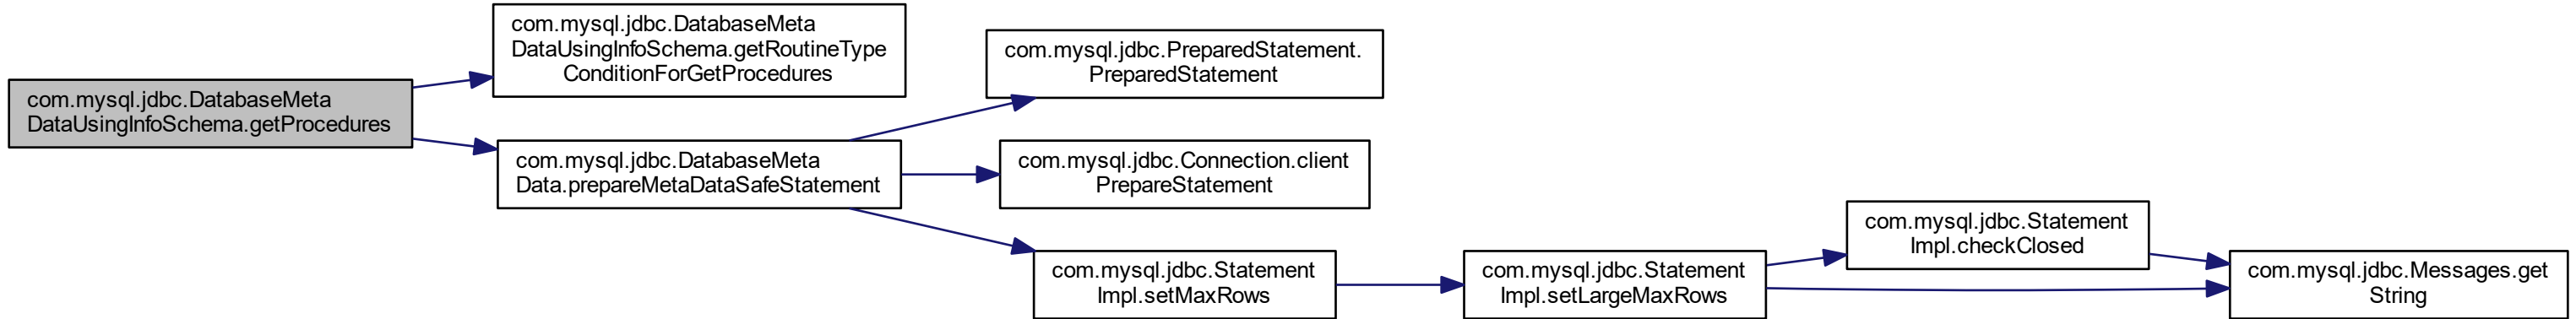 com.mysql.jdbc.DatabaseMeta
DataUsingInfoSchema.getProcedures
com.mysql.jdbc.DatabaseMeta
DataUsingInfoSchema.getRoutineType
ConditionForGetProcedures
com.mysql.jdbc.DatabaseMeta
Data.prepareMetaDataSafeStatement
com.mysql.jdbc.PreparedStatement.
PreparedStatement
com.mysql.jdbc.Connection.client
PrepareStatement
com.mysql.jdbc.Statement
Impl.setMaxRows
com.mysql.jdbc.Statement
Impl.setLargeMaxRows
com.mysql.jdbc.Statement
Impl.checkClosed
com.mysql.jdbc.Messages.get
String